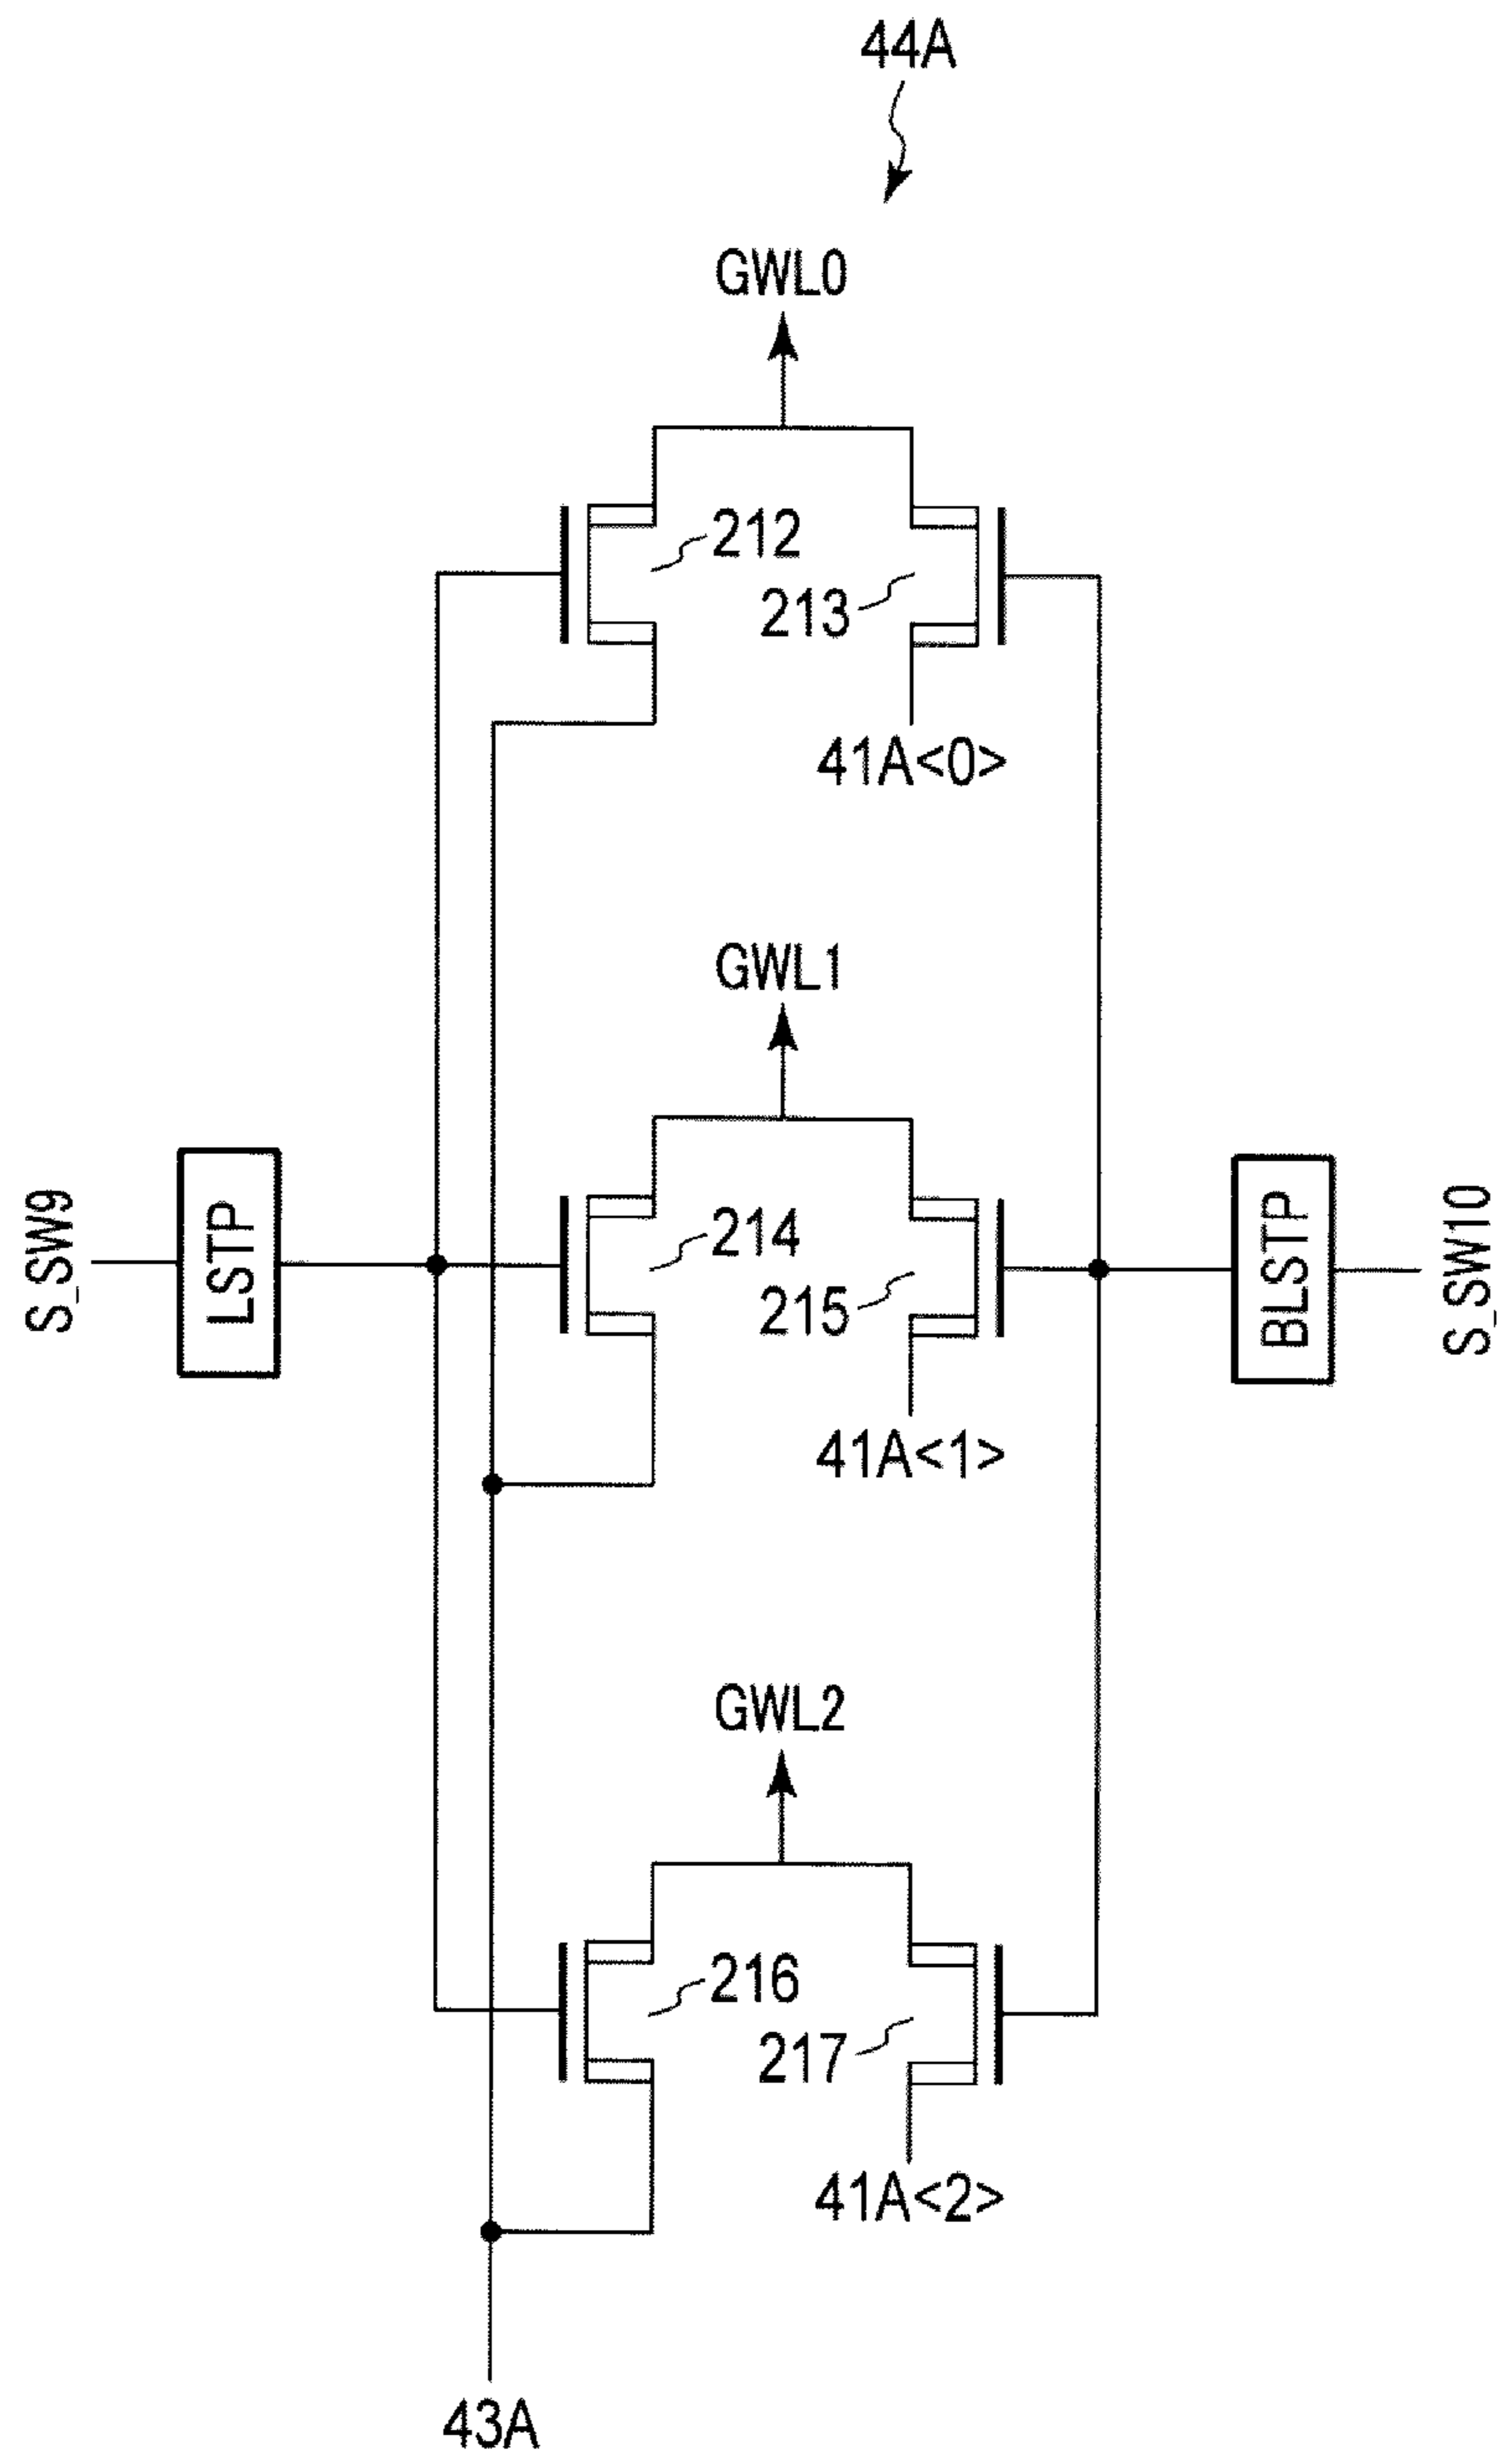 44A
GWL0
212
213
41A<0>
GWL1
S_SW9
LSTP
214
215
BLSTP
S_SW10
41A<1>
GWL2
216
217
41A<2>
43A